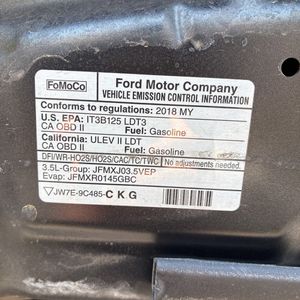 FoMoCo
Ford Motor Company
VEHICLE EMISSION CONTROL INFORMATION
Conforms to regulations: 2018 MY
U.S. EPA: IT3B125 LDT3
CA OBD II Fuel: Gasoline
California: ULEV II LDT
CA OBD II Fuel: Gasoline
DFI/WR-HO2S/HO2S/CAC/TC/TWC No adjustments needed.
3.5L-Group: JFMXJ03.5VEP
Evap: JFMXR0145GBC
JW7E-9C485-C K G